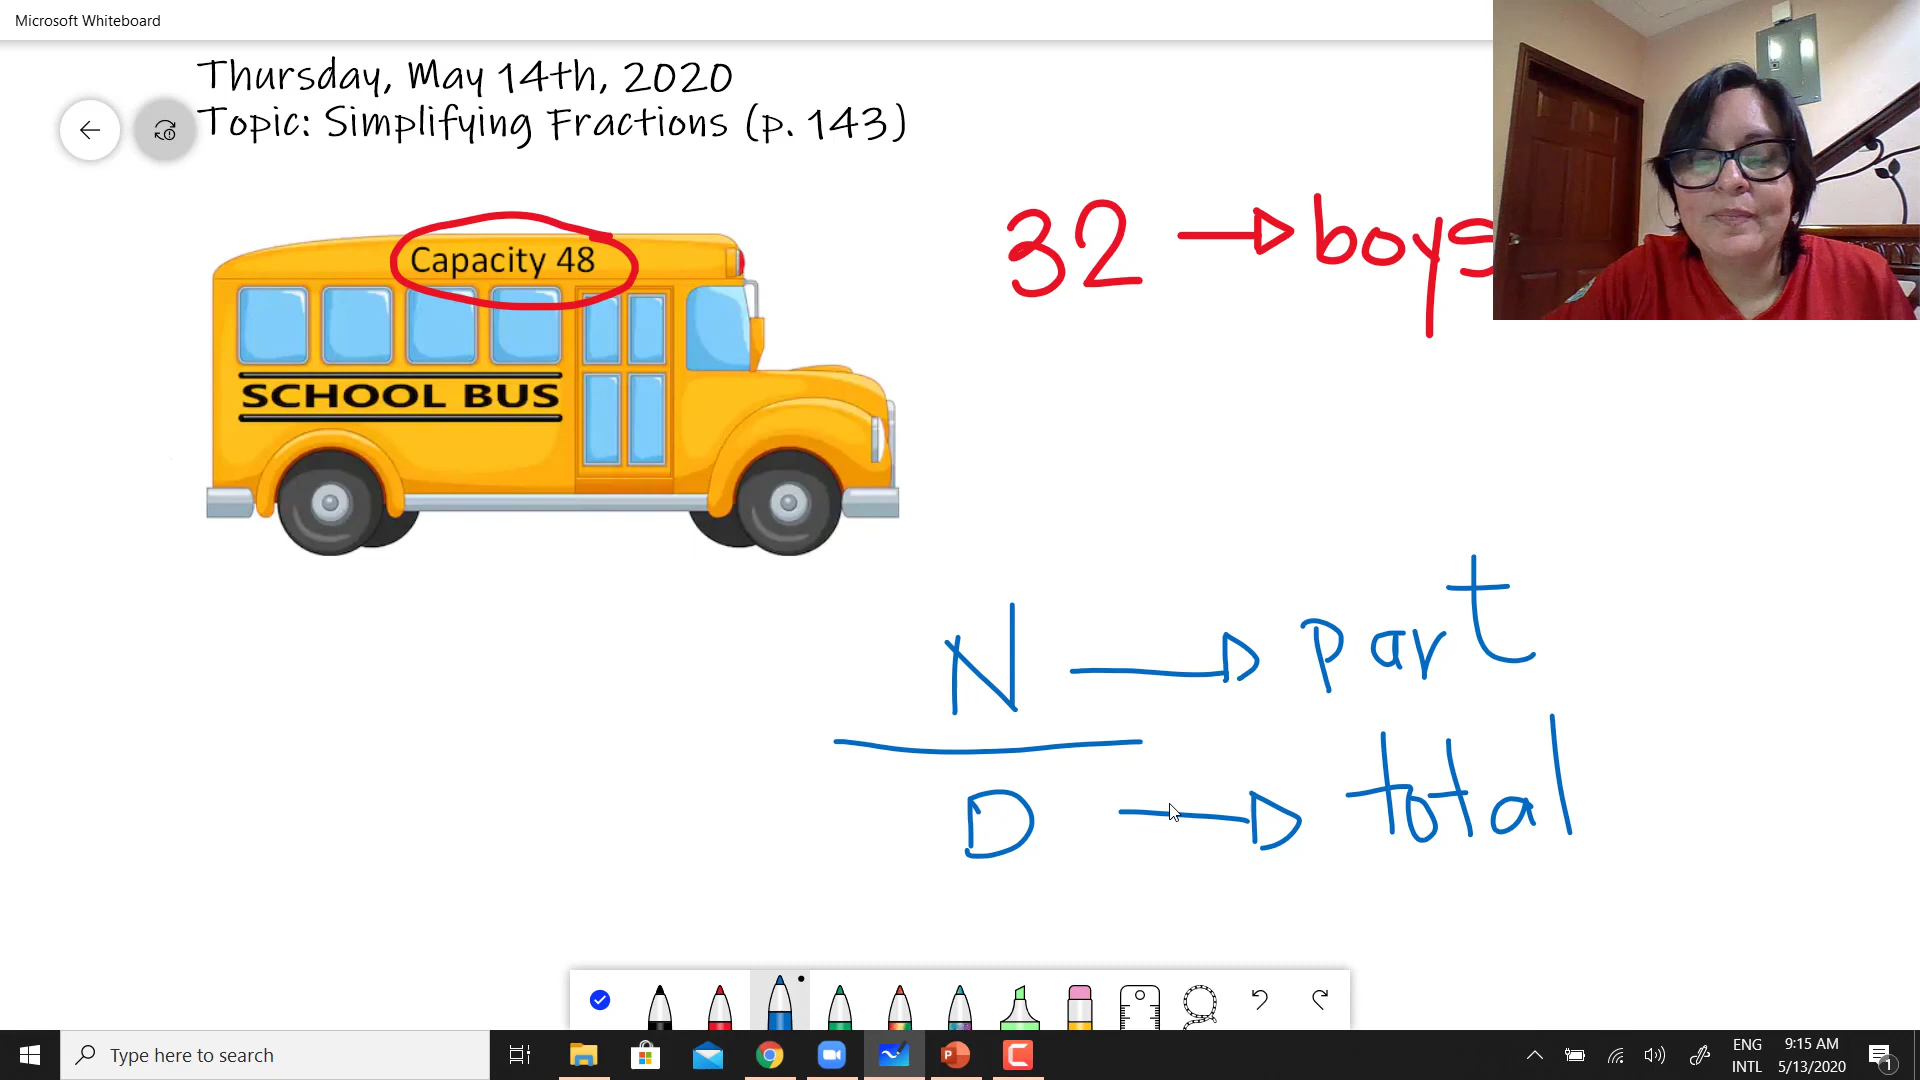 Microsoft Whiteboard
Thursday, May 14th, 2020
Topic: Simplifying Fractions (p. 143)
Capacity 48
SCHOOL BUS
32 → boys
N → part
D → total
Type here to search
ENG
INTL
9:15 AM
5/13/2020
1